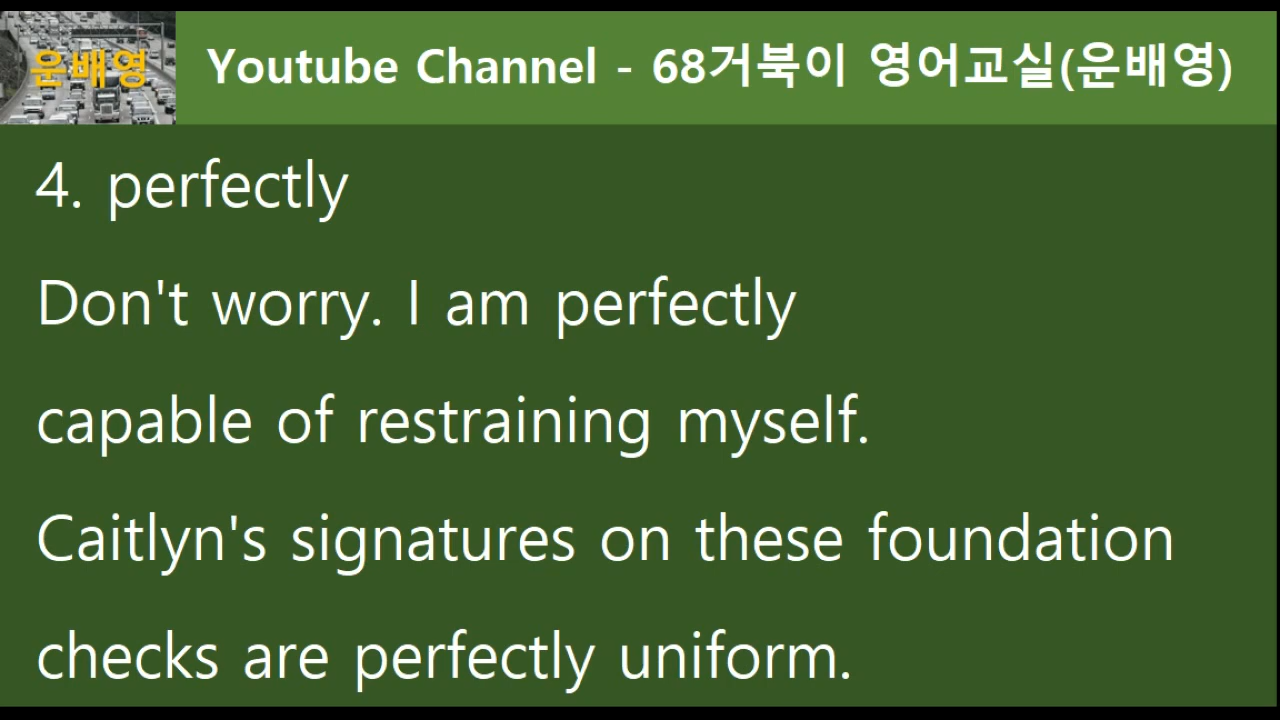 운배영
Youtube Channel - 68거북이 영어교실(운배영)
4. perfectly
Don't worry. I am perfectly
capable of restraining myself.
Caitlyn's signatures on these foundation
checks are perfectly uniform.